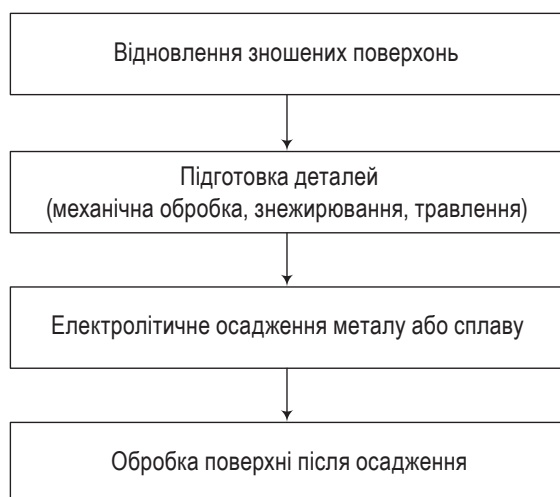 Відновлення зношених поверхонь
Підготовка деталей
(механічна обробка, знежирювання, травлення)
Електролітичне осадження металу або сплаву
Обробка поверхні після осадження